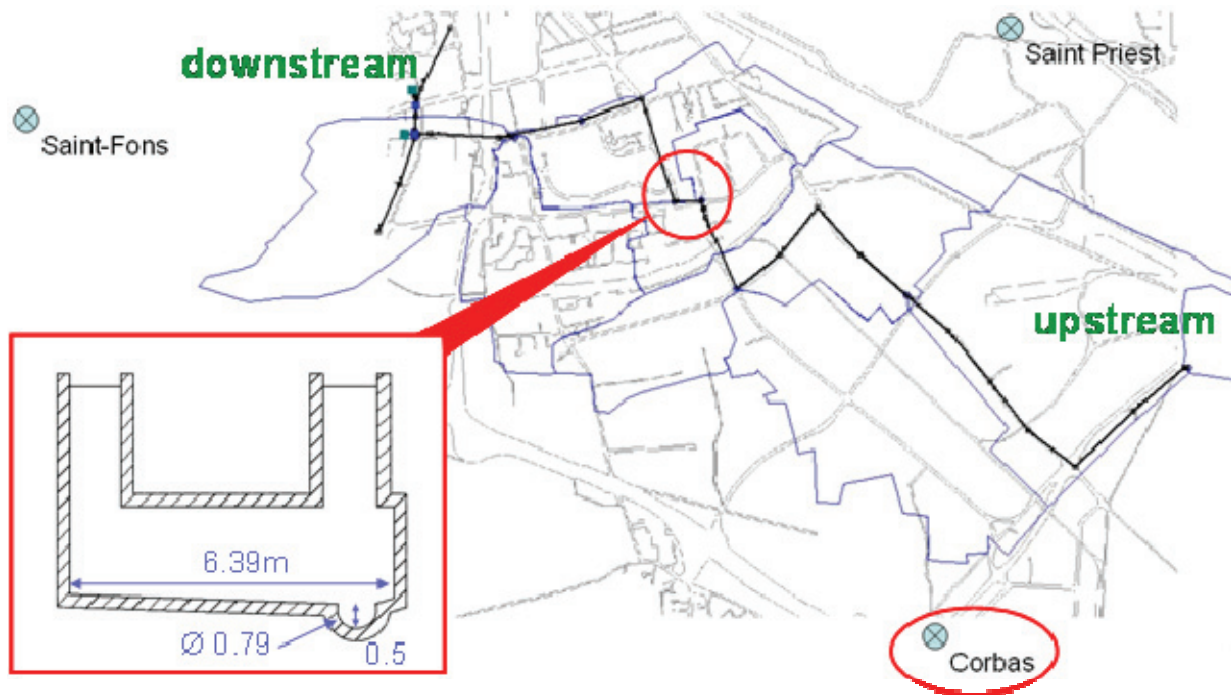 downstream
Saint Priest
Saint-Fons
upstream
6.39m
Ø 0.79
0.5
Corbas